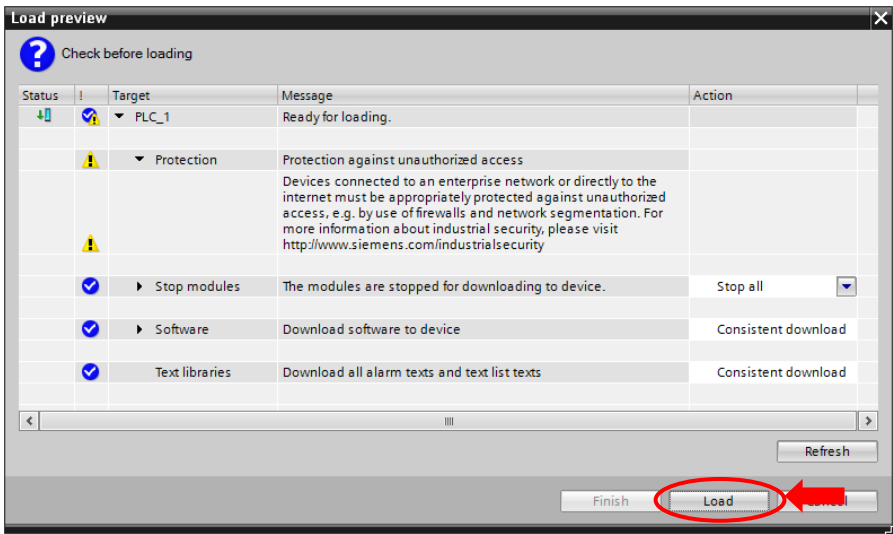 Load preview
Check before loading
Status ! Target Message Action
PLC_1 Ready for loading.
Protection Protection against unauthorized access
Devices connected to an enterprise network or directly to the
internet must be appropriately protected against unauthorized
access, e.g. by use of firewalls and network segmentation. For
more information about industrial security, please visit
http://www.siemens.com/industrialsecurity
Stop modules The modules are stopped for downloading to device. Stop all
Software Download software to device Consistent download
Text libraries Download all alarm texts and text list texts Consistent download
Refresh
Finish Load